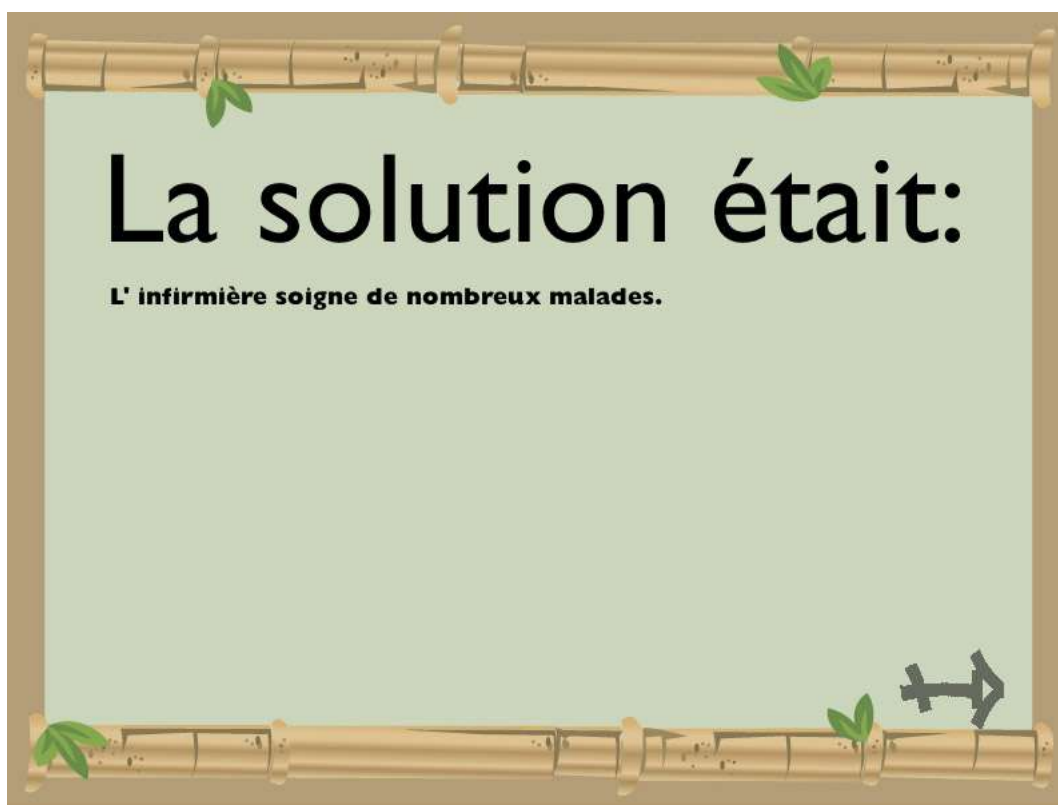 La solution était:
L' infirmière soigne de nombreux malades.